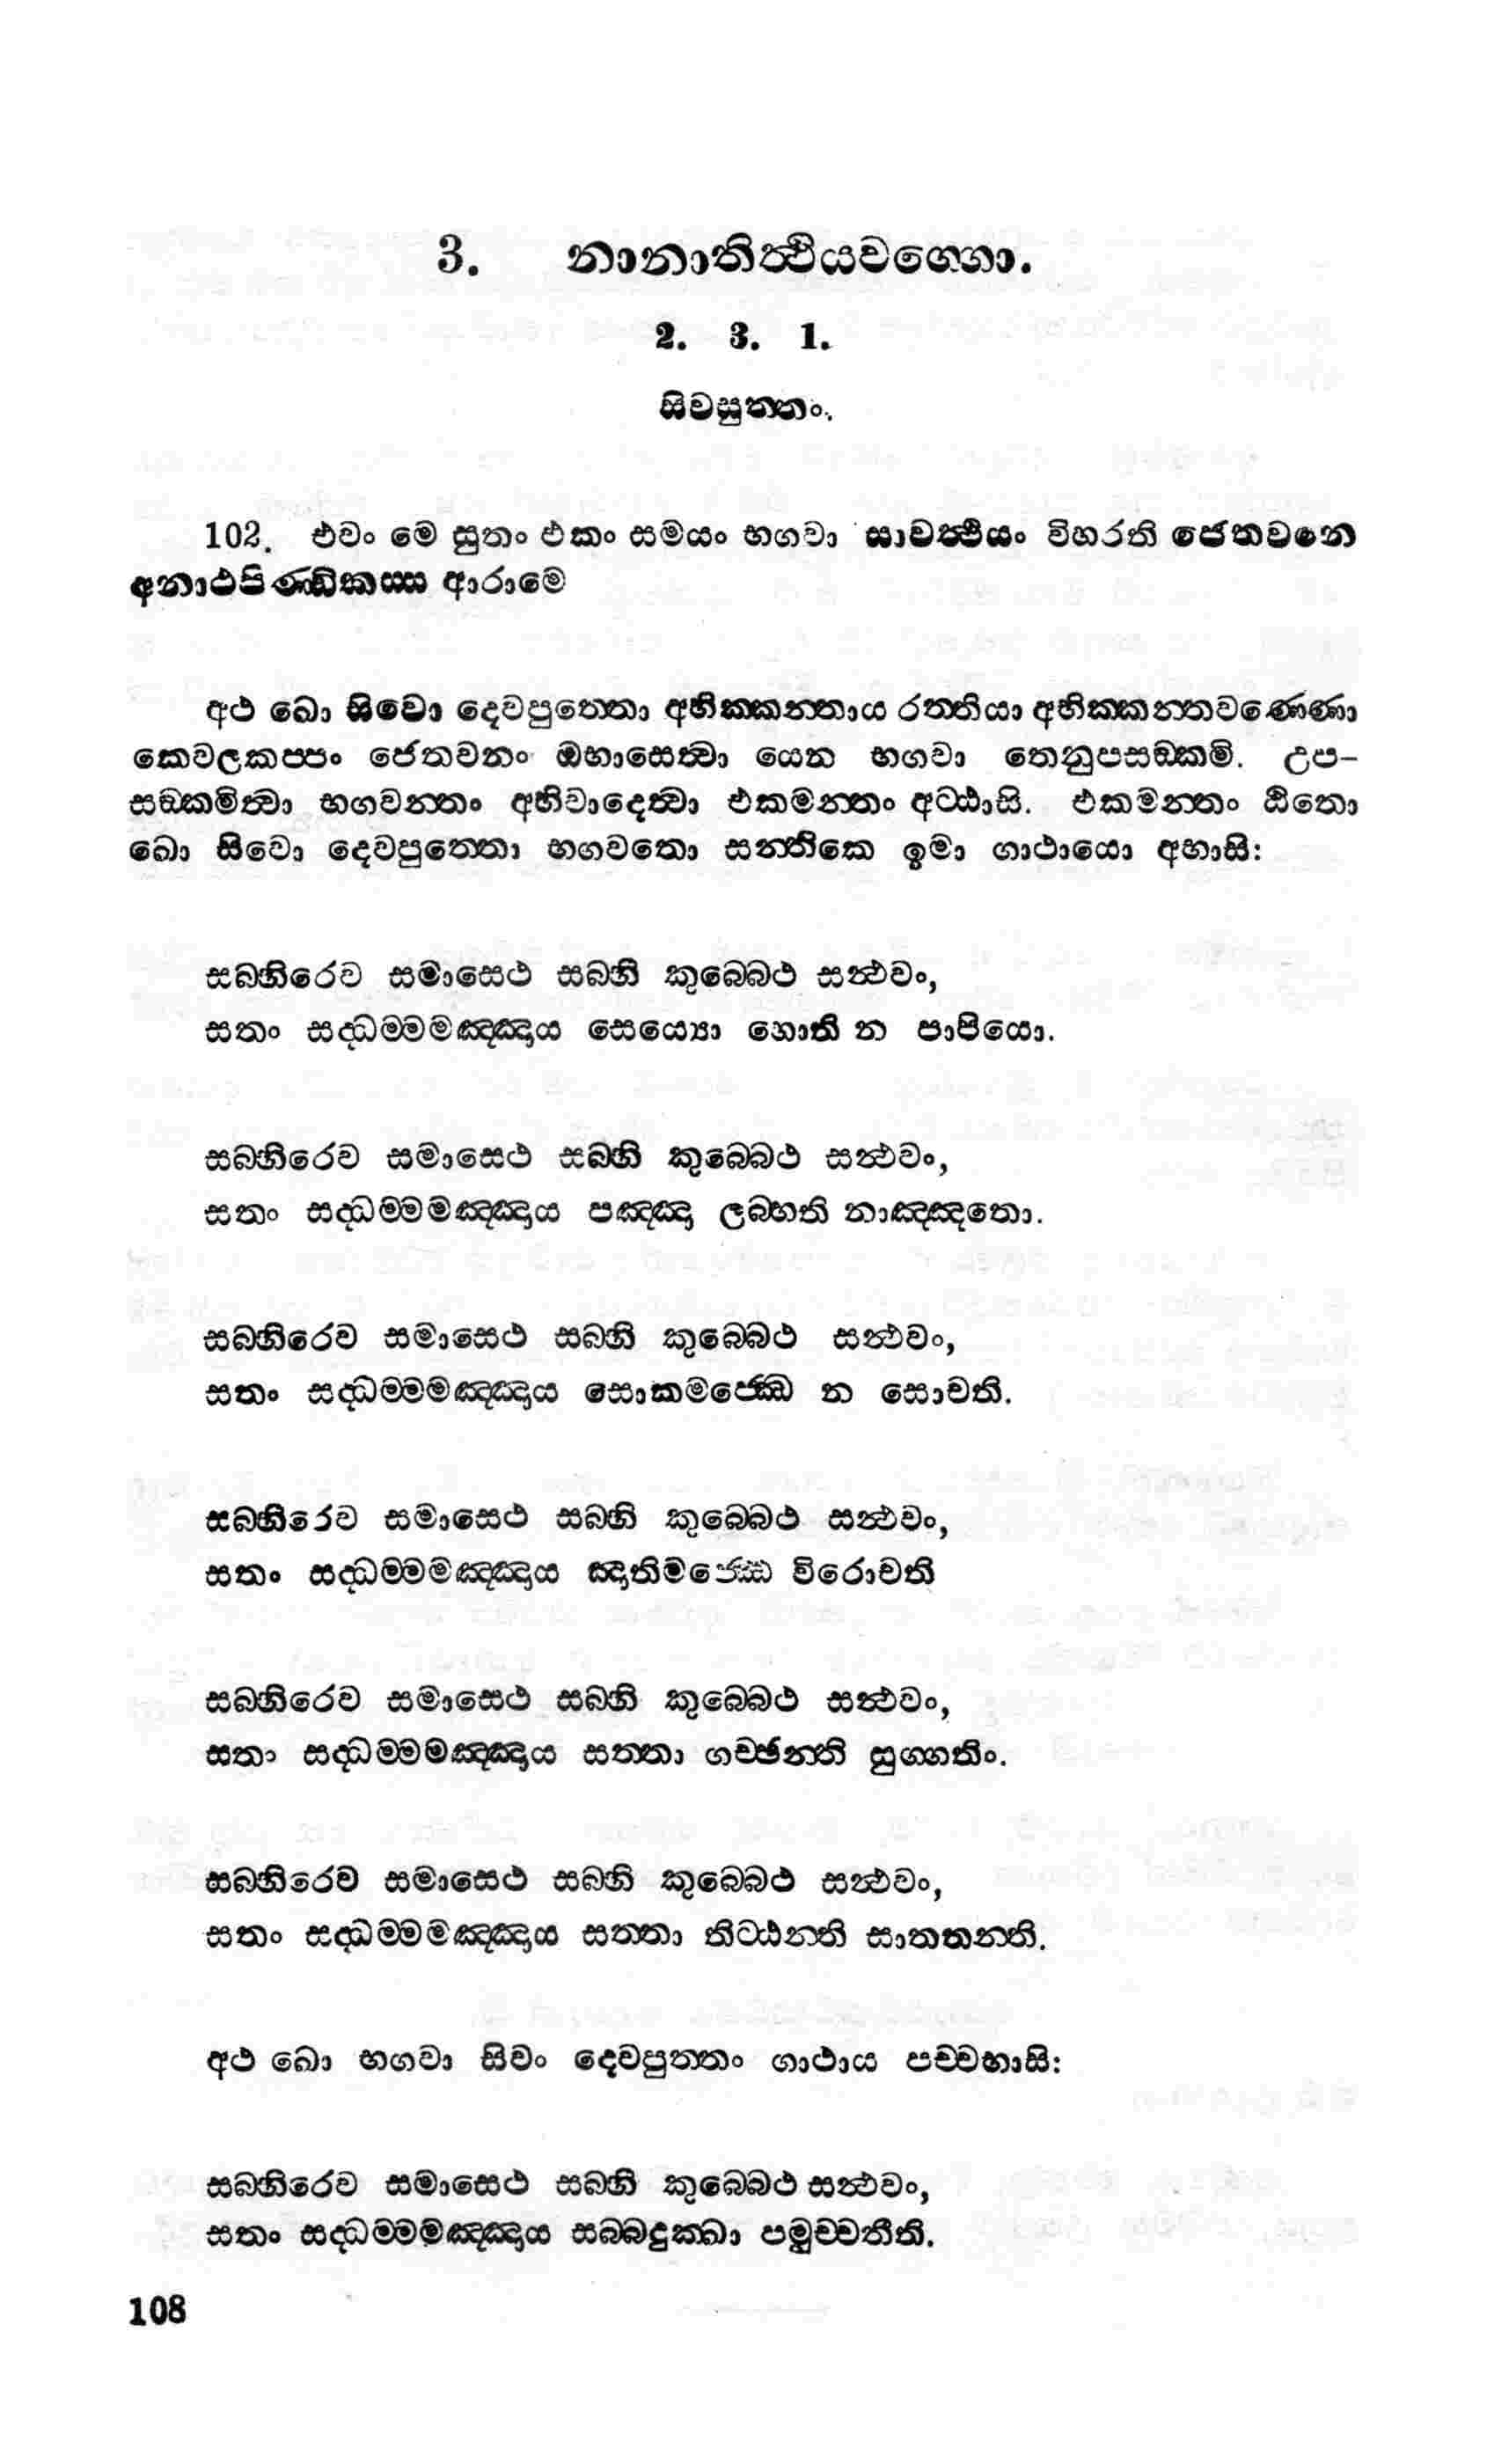 3. නානාතිත්ථියවග්ගො.
2. 3. 1.
සිවසුත්තං.
102. එවං මෙ සුතං එකං සමයං භගවා සාවත්ථියං විහරති ජෙතවනෙ
අනාථපිණ්ඩිකස්ස ආරාමෙ
අථ ඛො සිවො දෙවපුත්තො අභික්කන්තාය රත්තියා අභික්කන්තවණ්ණො
කෙවලකප්පං ජෙතවනං ඔභාසෙත්වා යෙන භගවා තෙනුපසඞ්කමි. උප-
සඞ්කමිත්වා භගවන්තං අභිවාදෙත්වා එකමන්තං අට්ඨාසි. එකමන්තං ඨිතො
ඛො සිවො දෙවපුත්තො භගවතො සන්තිකෙ ඉමා ගාථායො අභාසි:
සබ්භිරෙව සමාසෙථ සබ්භි කුබ්බෙථ සන්ථවං,
සතං සද්ධම්මමඤ්ඤාය සෙය්යො හොති න පාපියො.
සබ්භිරෙව සමාසෙථ සබ්භි කුබ්බෙථ සන්ථවං,
සතං සද්ධම්මමඤ්ඤාය පඤ්ඤා ලබ්භති නාඤ්ඤතො.
සබ්භිරෙව සමාසෙථ සබ්භි කුබ්බෙථ සන්ථවං,
සතං සද්ධම්මමඤ්ඤාය සොකමජ්ඣෙ න සොචති.
සබ්භිරෙව සමාසෙථ සබ්භි කුබ්බෙථ සන්ථවං,
සතං සද්ධම්මමඤ්ඤාය ඤාතිමජ්ඣෙ විරොචති
සබ්භිරෙව සමාසෙථ සබ්භි කුබ්බෙථ සන්ථවං,
සතං සද්ධම්මමඤ්ඤාය සත්තා ගච්ඡන්ති සුග්ගතිං.
සබ්භිරෙව සමාසෙථ සබ්භි කුබ්බෙථ සන්ථවං,
සතං සද්ධම්මමඤ්ඤාය සත්තා තිට්ඨන්ති සාතතන්ති.
අථ ඛො භගවා සිවං දෙවපුත්තං ගාථාය පච්චභාසි:
සබ්භිරෙව සමාසෙථ සබ්භි කුබ්බෙථ සන්ථවං,
සතං සද්ධම්මමඤ්ඤාය සබ්බදුක්ඛා පමුච්චතීති.
108